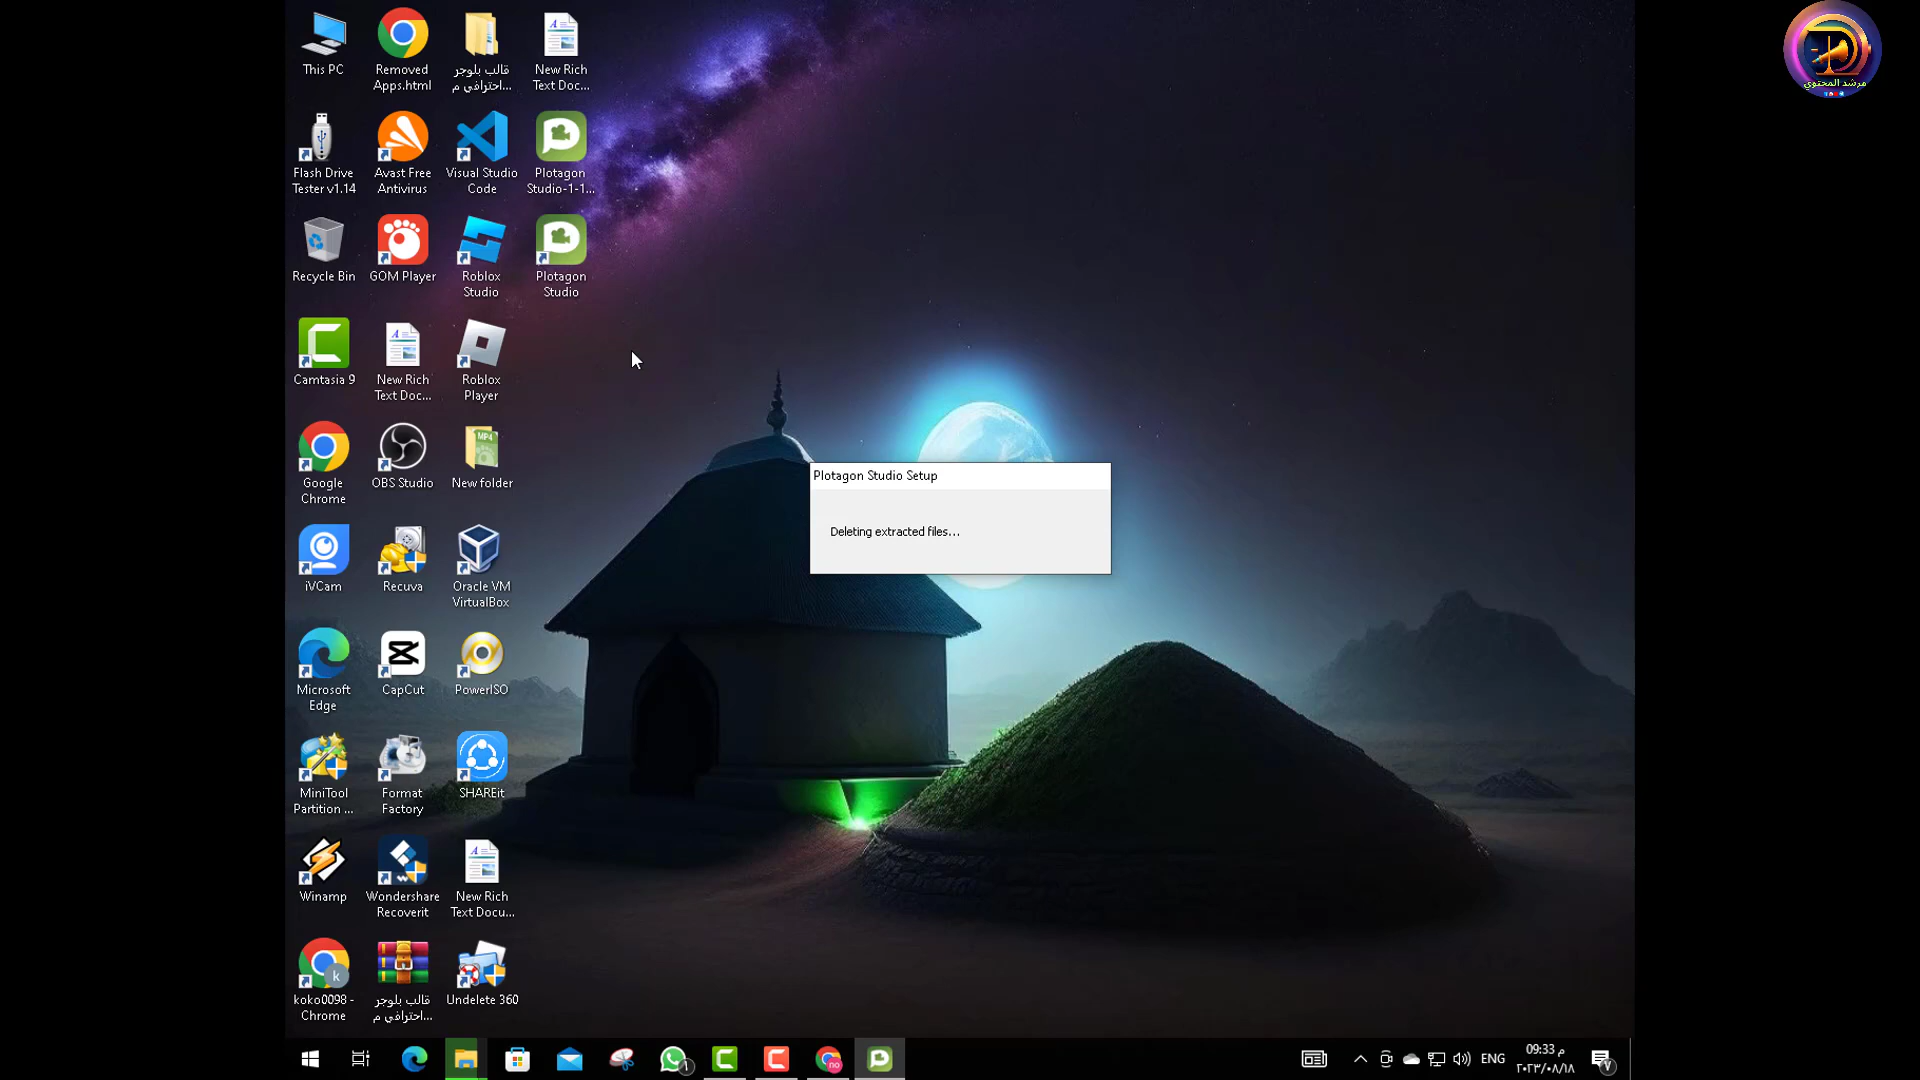 This PC
Removed
Apps.html
قالب بلوجر
احترافي م...
New Rich
Text Doc...
مرشد المحتوي
Flash Drive
Tester v1.14
Avast Free
Antivirus
Visual Studio
Code
Plotagon
Studio-1-1...
Recycle Bin
GOM Player
Roblox
Studio
Plotagon
Studio
Camtasia 9
New Rich
Text Doc...
Roblox
Player
Google
Chrome
OBS Studio
MP4
New folder
Plotagon Studio Setup
Deleting extracted files...
iVCam
Recuva
Oracle VM
VirtualBox
Microsoft
Edge
CapCut
PowerISO
MiniTool
Partition ...
Format
Factory
SHAREit
Winamp
Wondershare
Recoverit
New Rich
Text Docu...
k
koko0098 -
Chrome
قالب بلوجر
احترافي م...
Undelete 360
no
ENG
09:33 م
٢٠٢٣/٠٨/١٨